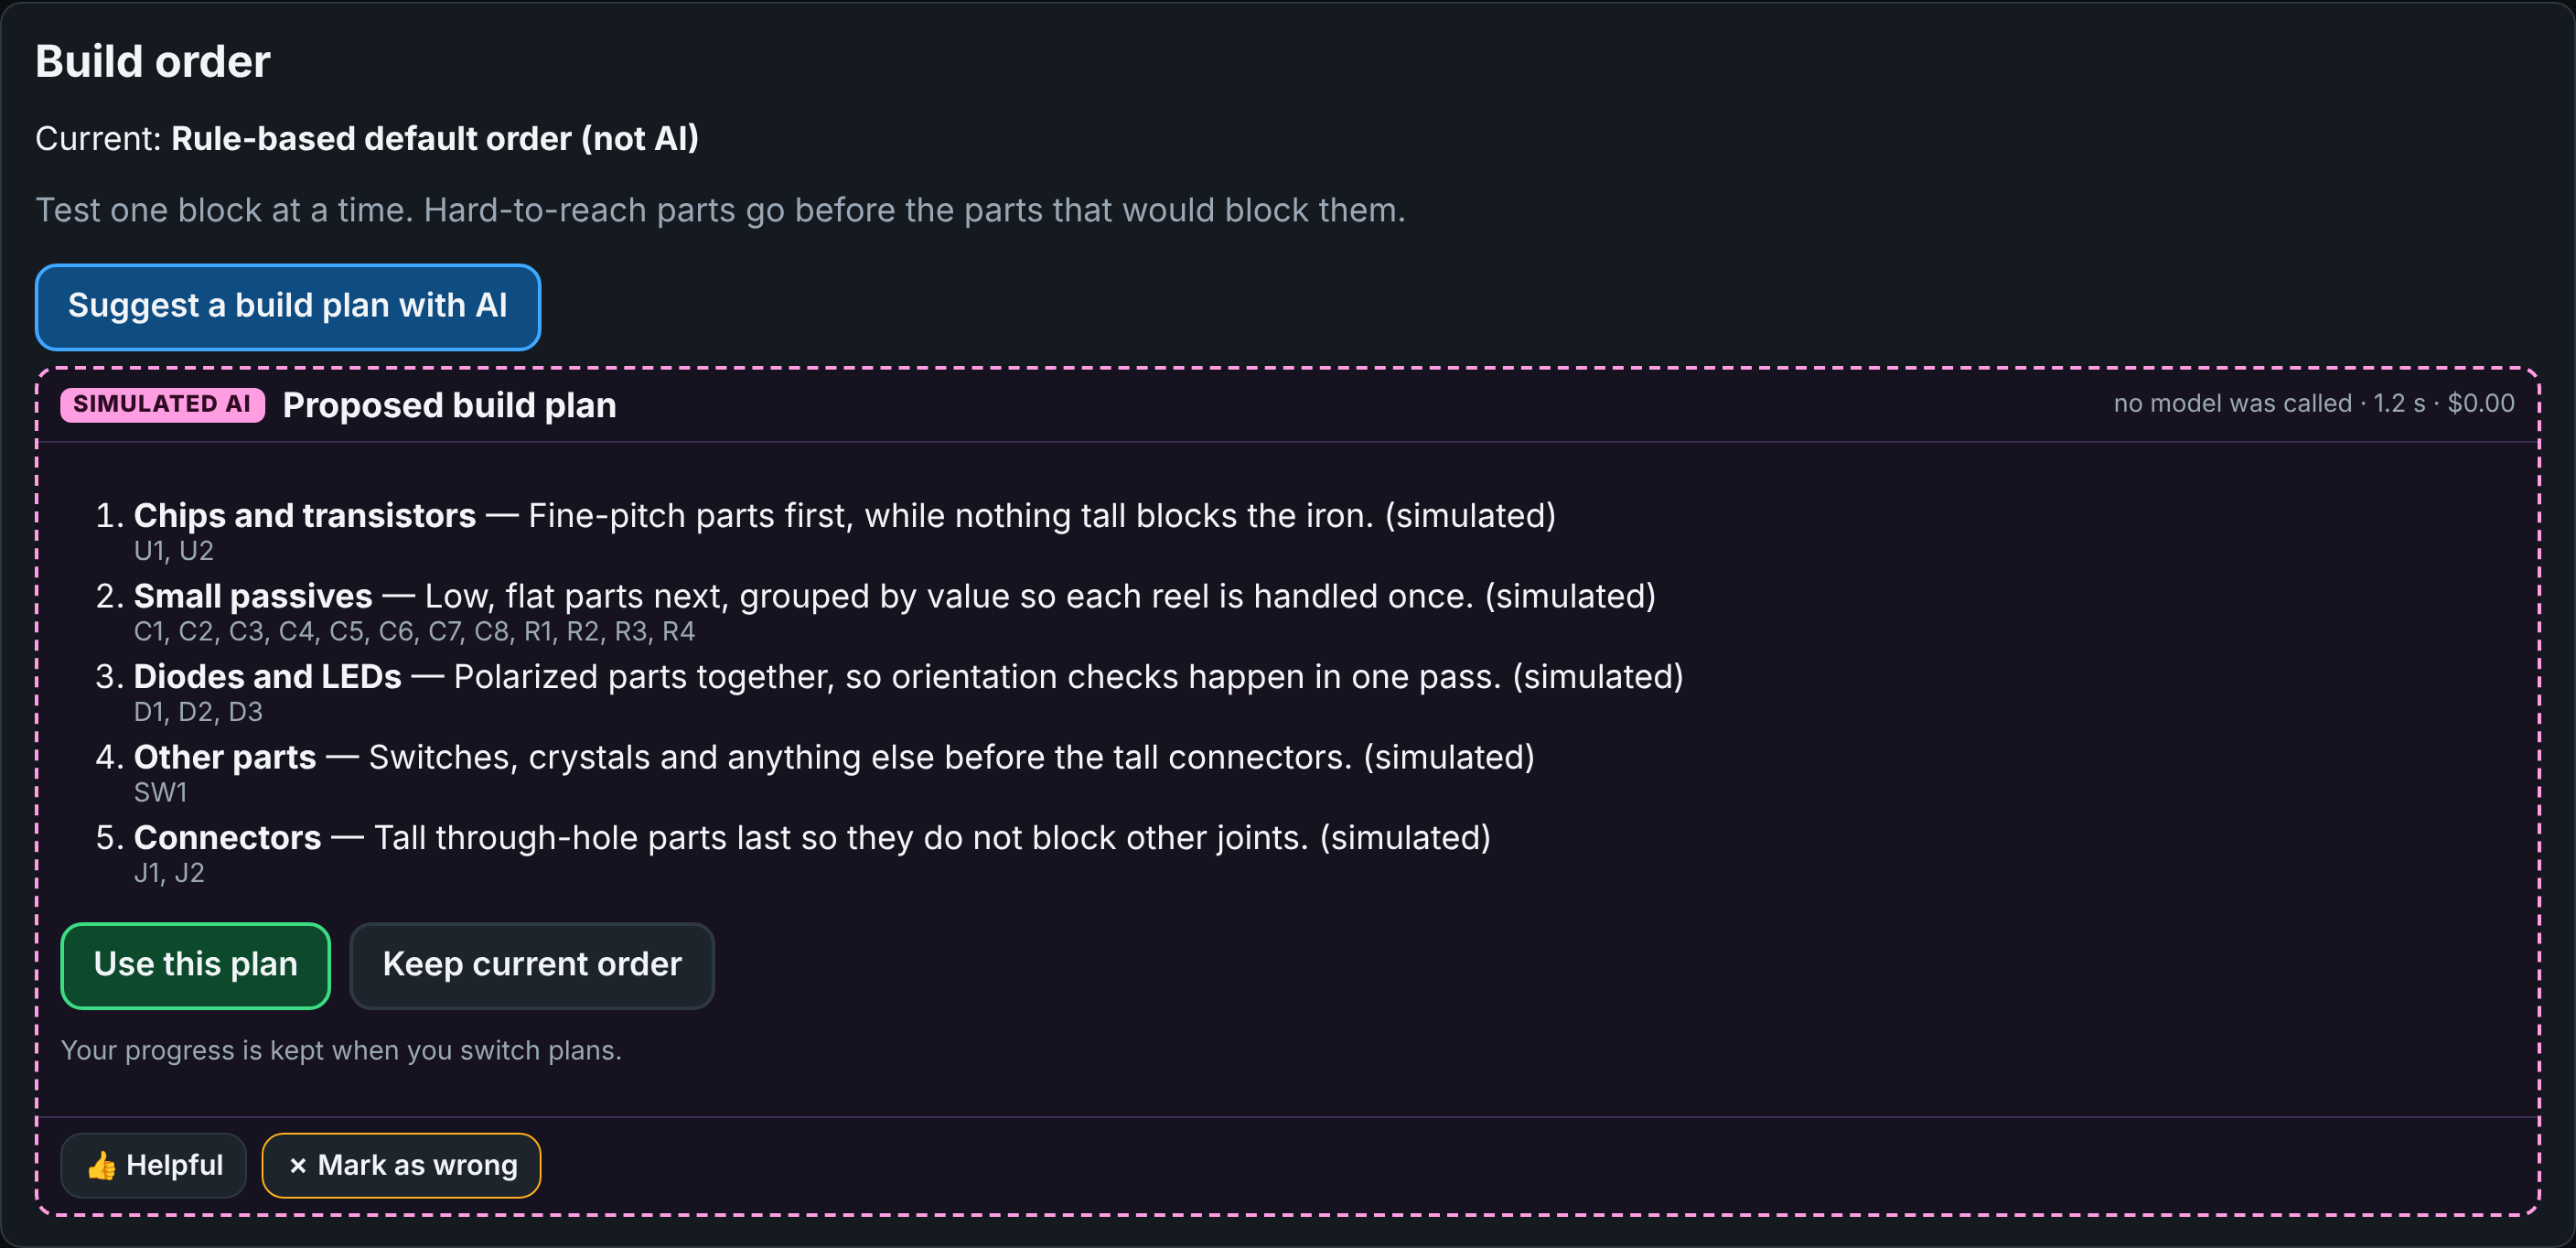 Build order
Current: Rule-based default order (not AI)
Test one block at a time. Hard-to-reach parts go before the parts that would block them.
Suggest a build plan with AI
SIMULATED AI Proposed build plan no model was called · 1.2 s · $0.00
1. Chips and transistors — Fine-pitch parts first, while nothing tall blocks the iron. (simulated)
U1, U2
2. Small passives — Low, flat parts next, grouped by value so each reel is handled once. (simulated)
C1, C2, C3, C4, C5, C6, C7, C8, R1, R2, R3, R4
3. Diodes and LEDs — Polarized parts together, so orientation checks happen in one pass. (simulated)
D1, D2, D3
4. Other parts — Switches, crystals and anything else before the tall connectors. (simulated)
SW1
5. Connectors — Tall through-hole parts last so they do not block other joints. (simulated)
J1, J2
Use this plan Keep current order
Your progress is kept when you switch plans.
👍 Helpful × Mark as wrong